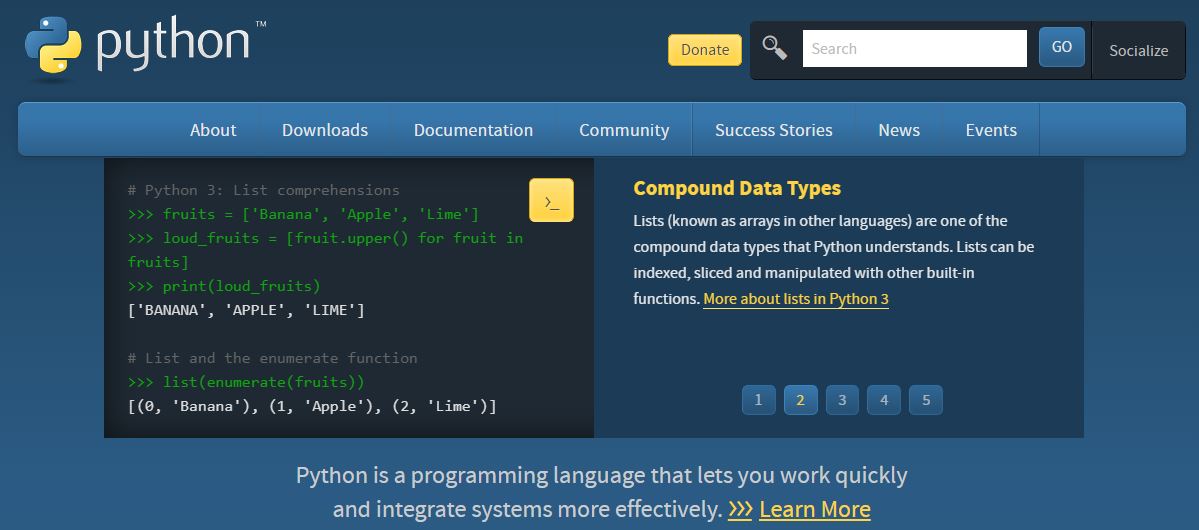 python™
Donate
Search
GO
Socialize
About
Downloads
Documentation
Community
Success Stories
News
Events
# Python 3: List comprehensions
>>> fruits = ['Banana', 'Apple', 'Lime']
>>> loud_fruits = [fruit.upper() for fruit in
fruits]
>>> print(loud_fruits)
['BANANA', 'APPLE', 'LIME']
# List and the enumerate function
>>> list(enumerate(fruits))
[(0, 'Banana'), (1, 'Apple'), (2, 'Lime')]
>_
Compound Data Types
Lists (known as arrays in other languages) are one of the
compound data types that Python understands. Lists can be
indexed, sliced and manipulated with other built-in
functions. More about lists in Python 3
1 2 3 4 5
Python is a programming language that lets you work quickly
and integrate systems more effectively. >>> Learn More